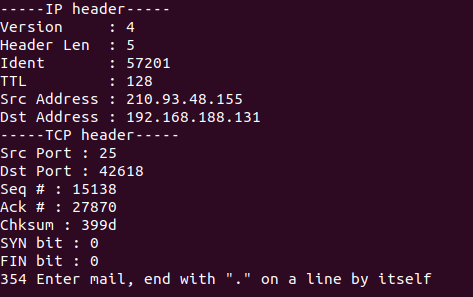 -----IP header-----
Version     : 4
Header Len  : 5
Ident       : 57201
TTL         : 128
Src Address : 210.93.48.155
Dst Address : 192.168.188.131
-----TCP header-----
Src Port : 25
Dst Port : 42618
Seq # : 15138
Ack # : 27870
Chksum : 399d
SYN bit : 0
FIN bit : 0
354 Enter mail, end with "." on a line by itself